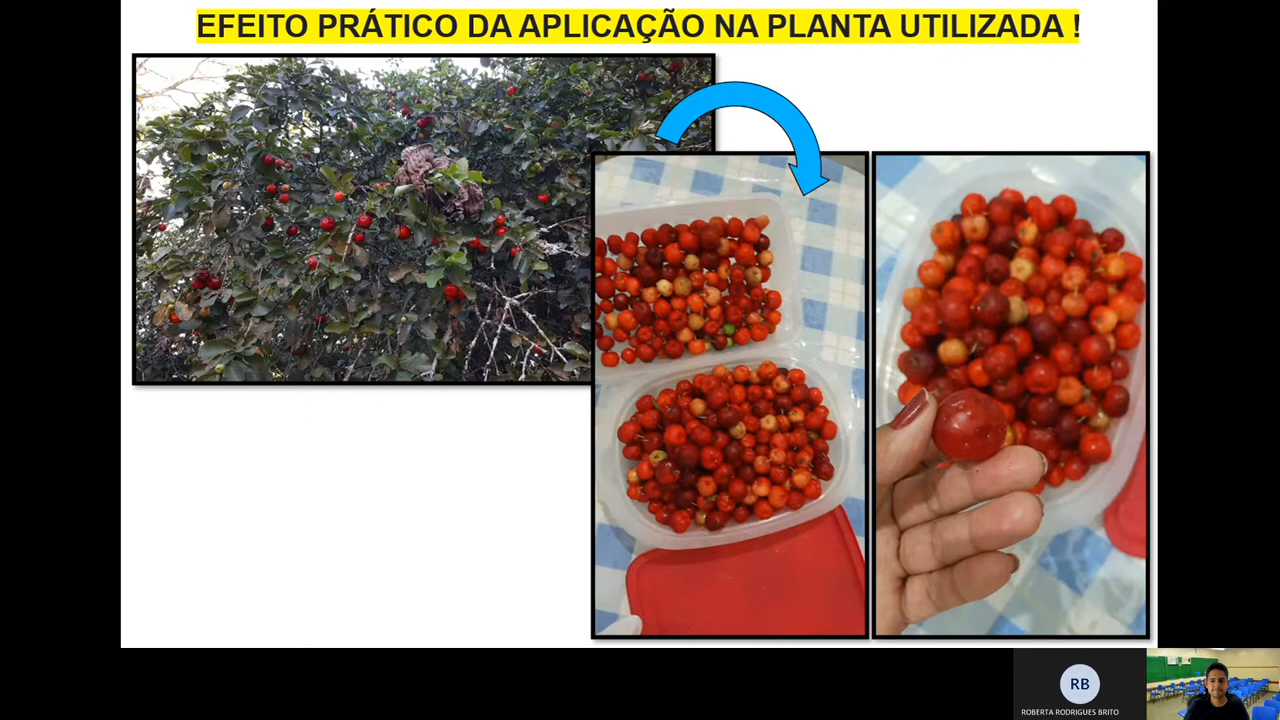 EFEITO PRÁTICO DA APLICAÇÃO NA PLANTA UTILIZADA !
RB
ROBERTA RODRIGUES BRITO